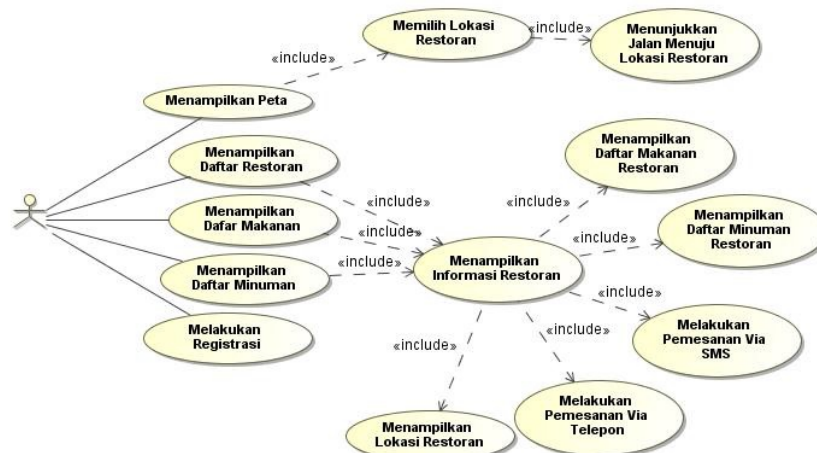 Memilih Lokasi
Restoran
«include»
«include»
Menunjukkan
Jalan Menuju
Lokasi Restoran
Menampilkan Peta
Menampilkan
Daftar Restoran
Menampilkan
Daftar Makanan
Restoran
«include»
«include»
Menampilkan
Dafar Makanan
«include»
Menampilkan
Informasi Restoran
«include»
Menampilkan
Daftar Minuman
Restoran
Menampilkan
Daftar Minuman
«include»
«include»
Melakukan
Registrasi
«include»
«include»
Melakukan
Pemesanan Via
SMS
Menampilkan
Lokasi Restoran
Melakukan
Pemesanan Via
Telepon